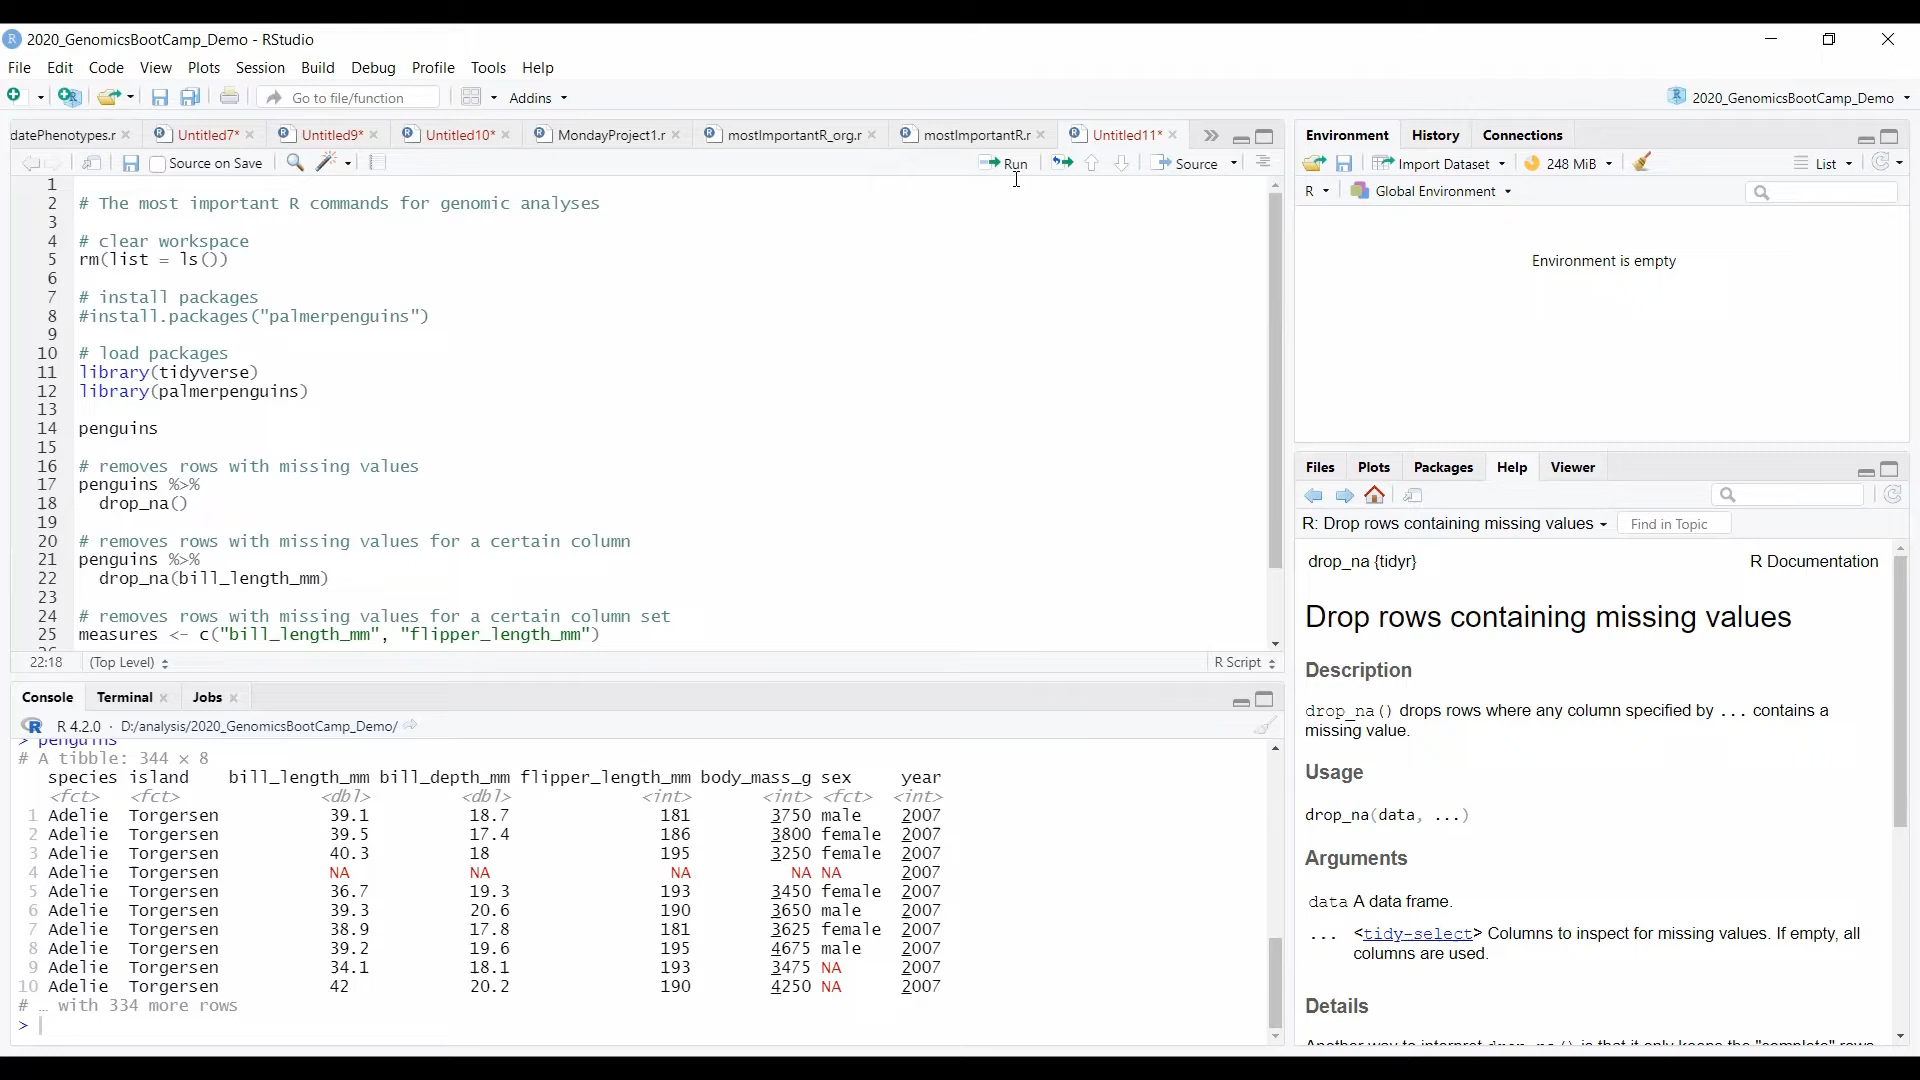 2020_GenomicsBootCamp_Demo - RStudio
File Edit Code View Plots Session Build Debug Profile Tools Help
Go to file/function Addins 2020_GenomicsBootCamp_Demo
datePhenotypes.r Untitled7* Untitled9* Untitled10* MondayProject1.r mostImportantR_org.r mostImportantR.r Untitled11*
Source on Save Run Source
1
2 # The most important R commands for genomic analyses
3
4 # clear workspace
5 rm(list = ls())
6
7 # install packages
8 #install.packages("palmerpenguins")
9
10 # load packages
11 library(tidyverse)
12 library(palmerpenguins)
13
14 penguins
15
16 # removes rows with missing values
17 penguins %>%
18 drop_na()
19
20 # removes rows with missing values for a certain column
21 penguins %>%
22 drop_na(bill_length_mm)
23
24 # removes rows with missing values for a certain column set
25 measures <- c("bill_length_mm", "flipper_length_mm")
22:18 (Top Level) R Script
Console Terminal Jobs
R 4.2.0 · D:/analysis/2020_GenomicsBootCamp_Demo/
> penguins
# A tibble: 344 × 8
species island bill_length_mm bill_depth_mm flipper_length_mm body_mass_g sex year
<fct> <fct> <dbl> <dbl> <int> <int> <fct> <int>
1 Adelie Torgersen 39.1 18.7 181 3750 male 2007
2 Adelie Torgersen 39.5 17.4 186 3800 female 2007
3 Adelie Torgersen 40.3 18 195 3250 female 2007
4 Adelie Torgersen NA NA NA NA NA 2007
5 Adelie Torgersen 36.7 19.3 193 3450 female 2007
6 Adelie Torgersen 39.3 20.6 190 3650 male 2007
7 Adelie Torgersen 38.9 17.8 181 3625 female 2007
8 Adelie Torgersen 39.2 19.6 195 4675 male 2007
9 Adelie Torgersen 34.1 18.1 193 3475 NA 2007
10 Adelie Torgersen 42 20.2 190 4250 NA 2007
# … with 334 more rows
>
Environment History Connections
Import Dataset 248 MiB List
R Global Environment
Environment is empty
Files Plots Packages Help Viewer
R: Drop rows containing missing values Find in Topic
drop_na {tidyr} R Documentation
Drop rows containing missing values
Description
drop_na() drops rows where any column specified by ... contains a
missing value.
Usage
drop_na(data, ...)
Arguments
data A data frame.
... <tidy-select> Columns to inspect for missing values. If empty, all
columns are used.
Details
Another way to interpret drop_na() is that it only keeps the "complete" rows